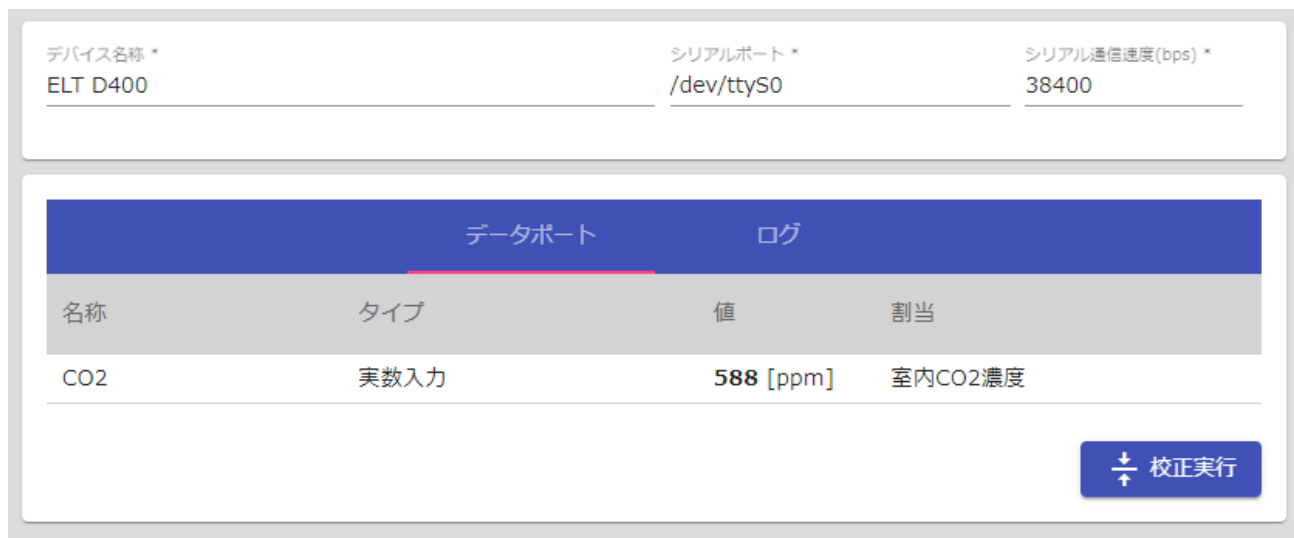 デバイス名称 * シリアルポート * シリアル通信速度(bps) *
ELT D400 /dev/ttyS0 38400
データポート ログ
名称 タイプ 値 割当
CO2 実数入力 588 [ppm] 室内CO2濃度
校正実行